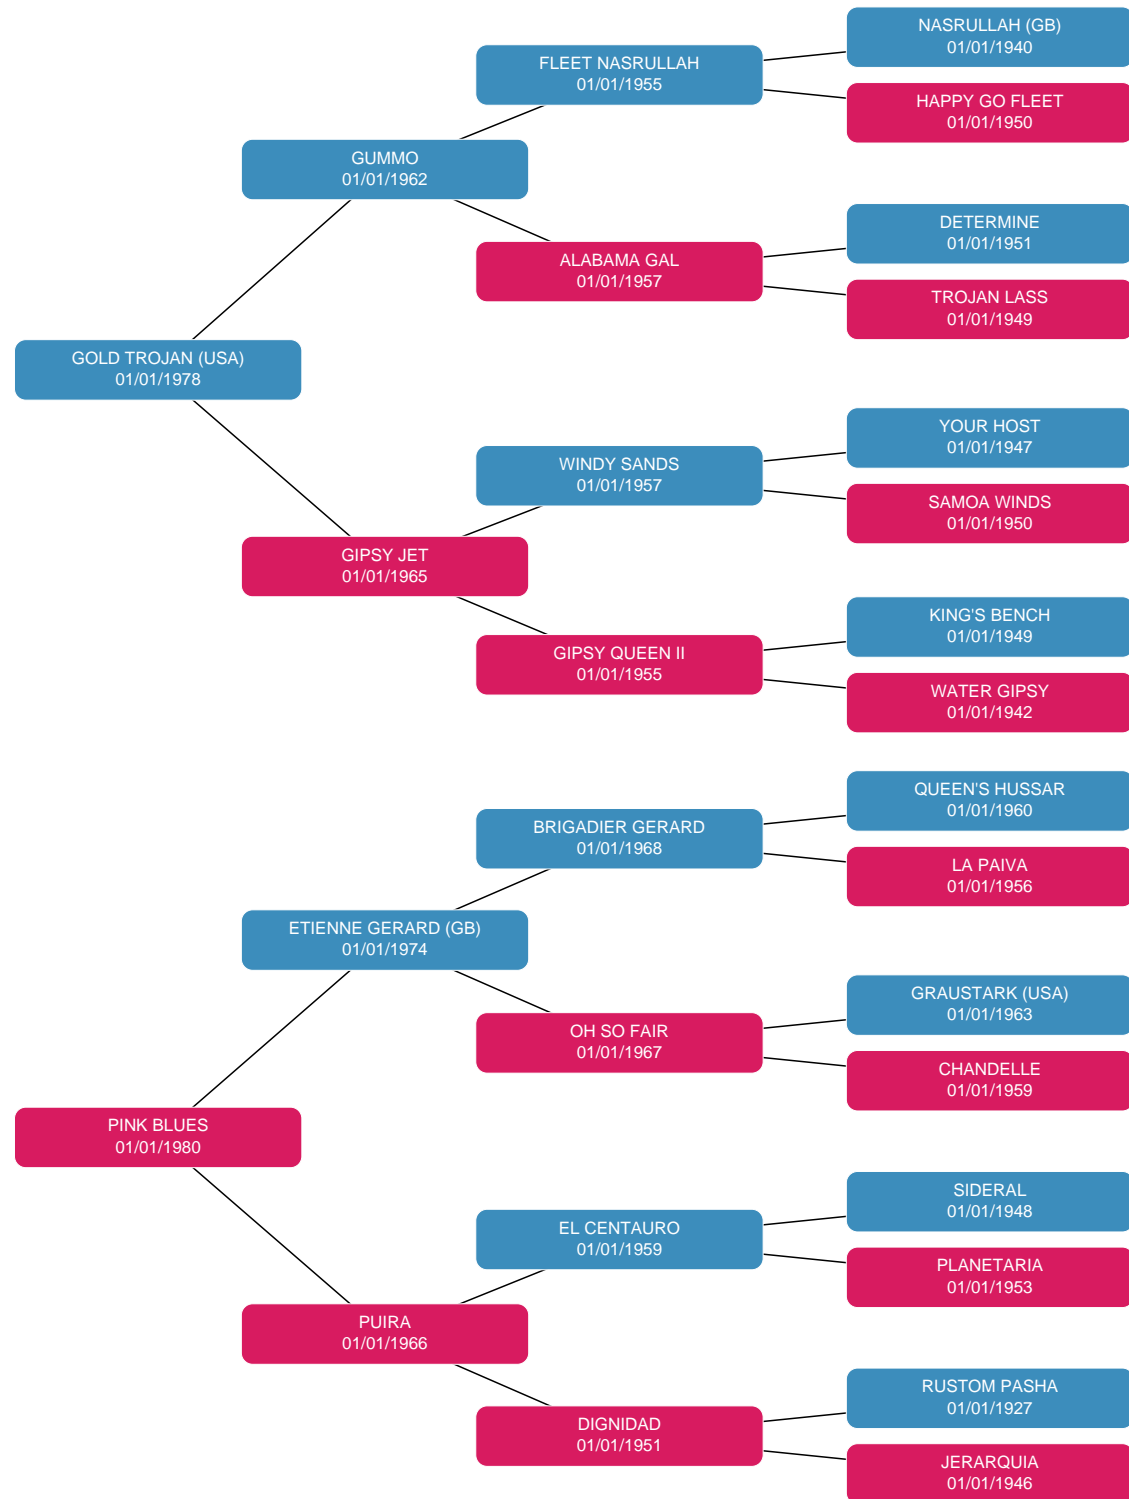 NASRULLAH (GB)
01/01/1940
FLEET NASRULLAH
01/01/1955
HAPPY GO FLEET
01/01/1950
GUMMO
01/01/1962
DETERMINE
01/01/1951
ALABAMA GAL
01/01/1957
TROJAN LASS
01/01/1949
GOLD TROJAN (USA)
01/01/1978
YOUR HOST
01/01/1947
WINDY SANDS
01/01/1957
SAMOA WINDS
01/01/1950
GIPSY JET
01/01/1965
KING'S BENCH
01/01/1949
GIPSY QUEEN II
01/01/1955
WATER GIPSY
01/01/1942
QUEEN'S HUSSAR
01/01/1960
BRIGADIER GERARD
01/01/1968
LA PAIVA
01/01/1956
ETIENNE GERARD (GB)
01/01/1974
GRAUSTARK (USA)
01/01/1963
OH SO FAIR
01/01/1967
CHANDELLE
01/01/1959
PINK BLUES
01/01/1980
SIDERAL
01/01/1948
EL CENTAURO
01/01/1959
PLANETARIA
01/01/1953
PUIRA
01/01/1966
RUSTOM PASHA
01/01/1927
DIGNIDAD
01/01/1951
JERARQUIA
01/01/1946